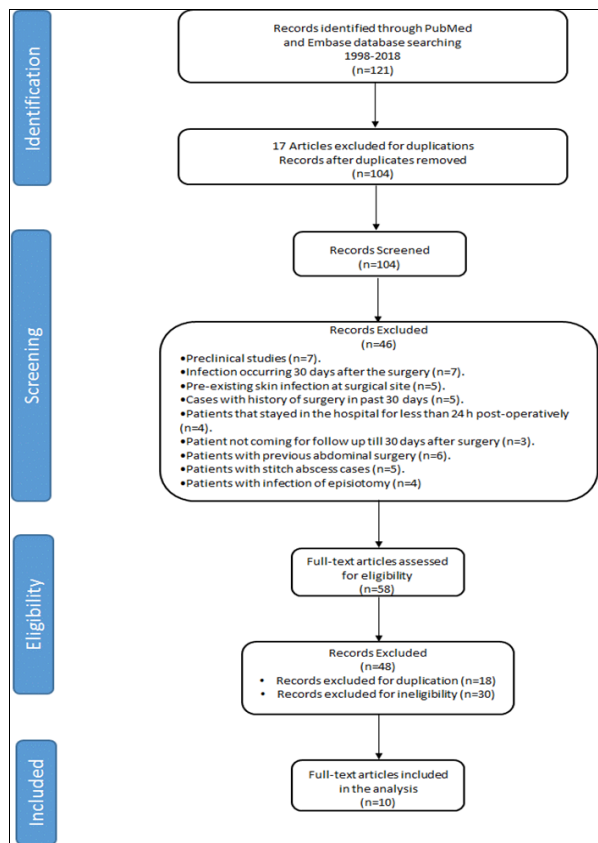 Identification
Records identified through PubMed
and Embase database searching
1998-2018
(n=121)
17 Articles excluded for duplications
Records after duplicates removed
(n=104)
Screening
Records Screened
(n=104)
Records Excluded
(n=46)
•Preclinical studies (n=7).
•Infection occurring 30 days after the surgery (n=7).
•Pre-existing skin infection at surgical site (n=5).
•Cases with history of surgery in past 30 days (n=5).
•Patients that stayed in the hospital for less than 24 h post-operatively
(n=4).
•Patient not coming for follow up till 30 days after surgery (n=3).
•Patients with previous abdominal surgery (n=6).
•Patients with stitch abscess cases (n=5).
•Patients with infection of episiotomy (n=4)
Eligibility
Full-text articles assessed
for eligibility
(n=58)
Records Excluded
(n=48)
• Records excluded for duplication (n=18)
• Records excluded for ineligibility (n=30)
Included
Full-text articles included
in the analysis
(n=10)